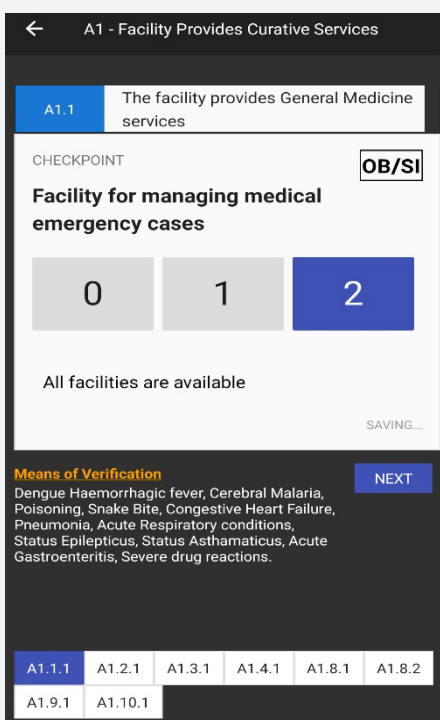 A1 - Facility Provides Curative Services
A1.1
The facility provides General Medicine
services
CHECKPOINT
OB/SI
Facility for managing medical
emergency cases
0 1 2
All facilities are available
SAVING...
Means of Verification
NEXT
Dengue Haemorrhagic fever, Cerebral Malaria,
Poisoning, Snake Bite, Congestive Heart Failure,
Pneumonia, Acute Respiratory conditions,
Status Epilepticus, Status Asthamaticus, Acute
Gastroenteritis, Severe drug reactions.
A1.1.1 A1.2.1 A1.3.1 A1.4.1 A1.8.1 A1.8.2
A1.9.1 A1.10.1